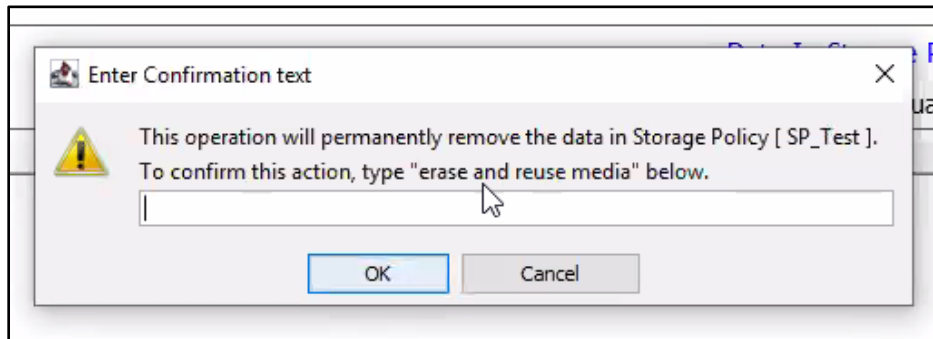 Enter Confirmation text
This operation will permanently remove the data in Storage Policy [ SP_Test ].
To confirm this action, type "erase and reuse media" below.
OK
Cancel